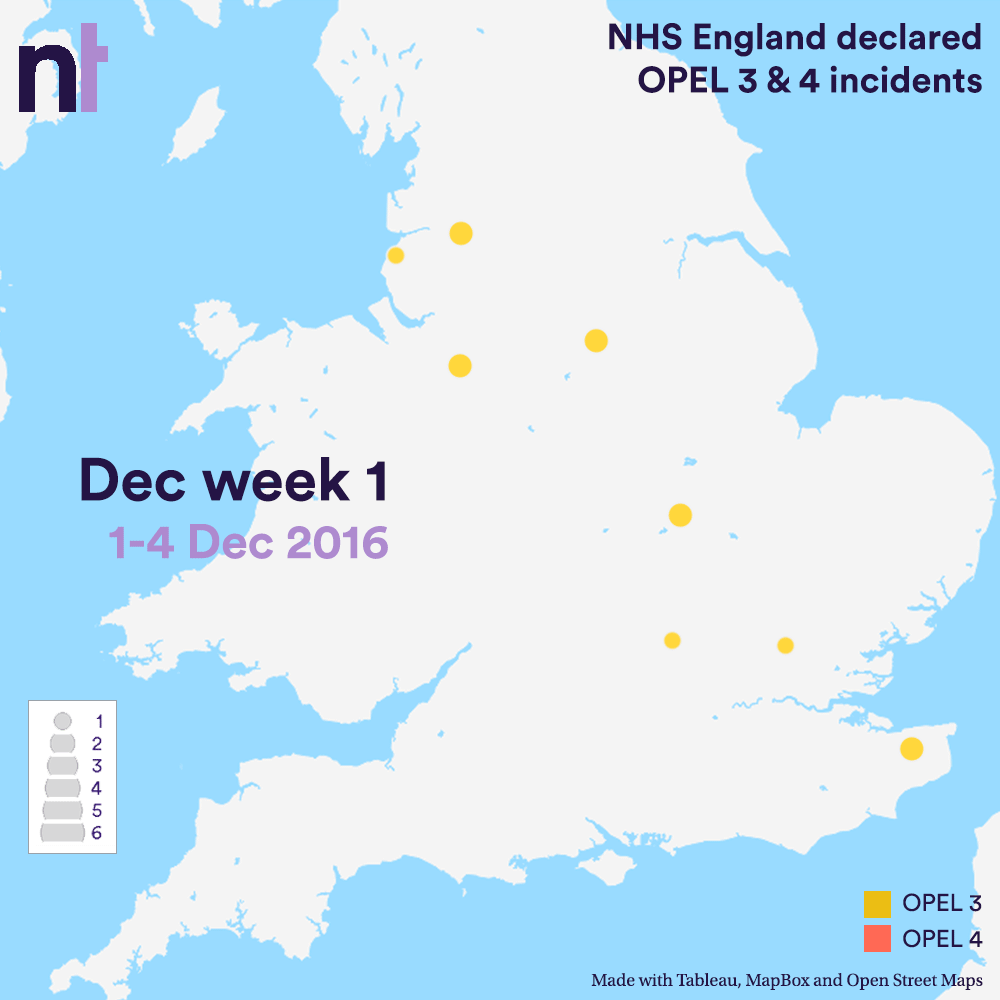 nt
NHS England declared
OPEL 3 & 4 incidents
Dec week 1
1-4 Dec 2016
1
2
3
4
5
6
OPEL 3
OPEL 4
Made with Tableau, MapBox and Open Street Maps